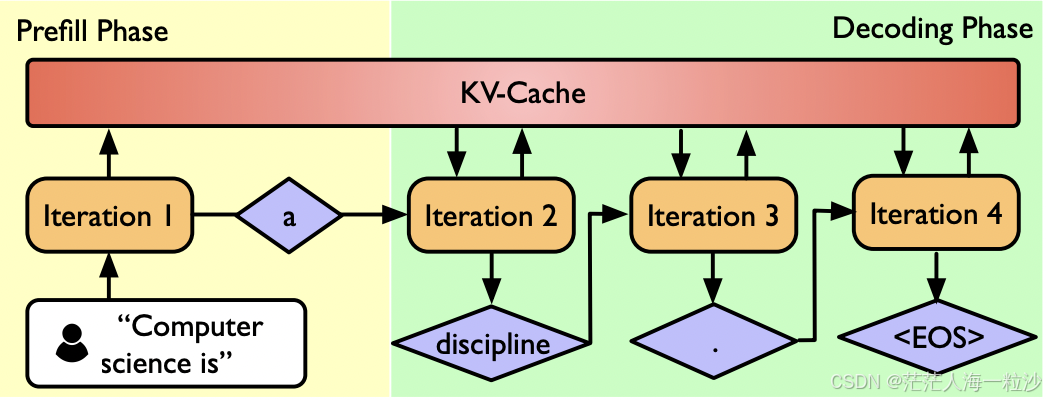 Prefill Phase
Decoding Phase
KV-Cache
Iteration 1
a
Iteration 2
Iteration 3
Iteration 4
“Computer
science is”
discipline
.
<EOS>
CSDN @茫茫人海一粒沙